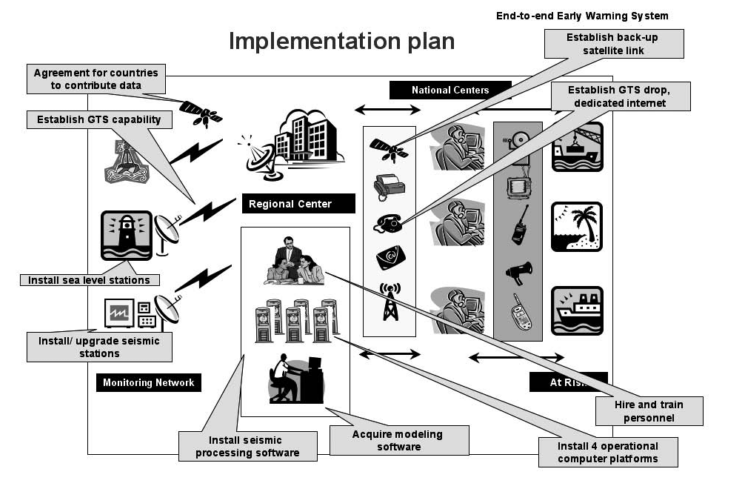 End-to-end Early Warning System
Implementation plan
Establish back-up
satellite link
Agreement for countries
to contribute data
National Centers
Establish GTS drop,
dedicated internet
Establish GTS capability
Regional Center
Install sea level stations
Install/ upgrade seismic
stations
Monitoring Network
At Ris
Hire and train
personnel
Install seismic
processing software
Acquire modeling
software
Install 4 operational
computer platforms